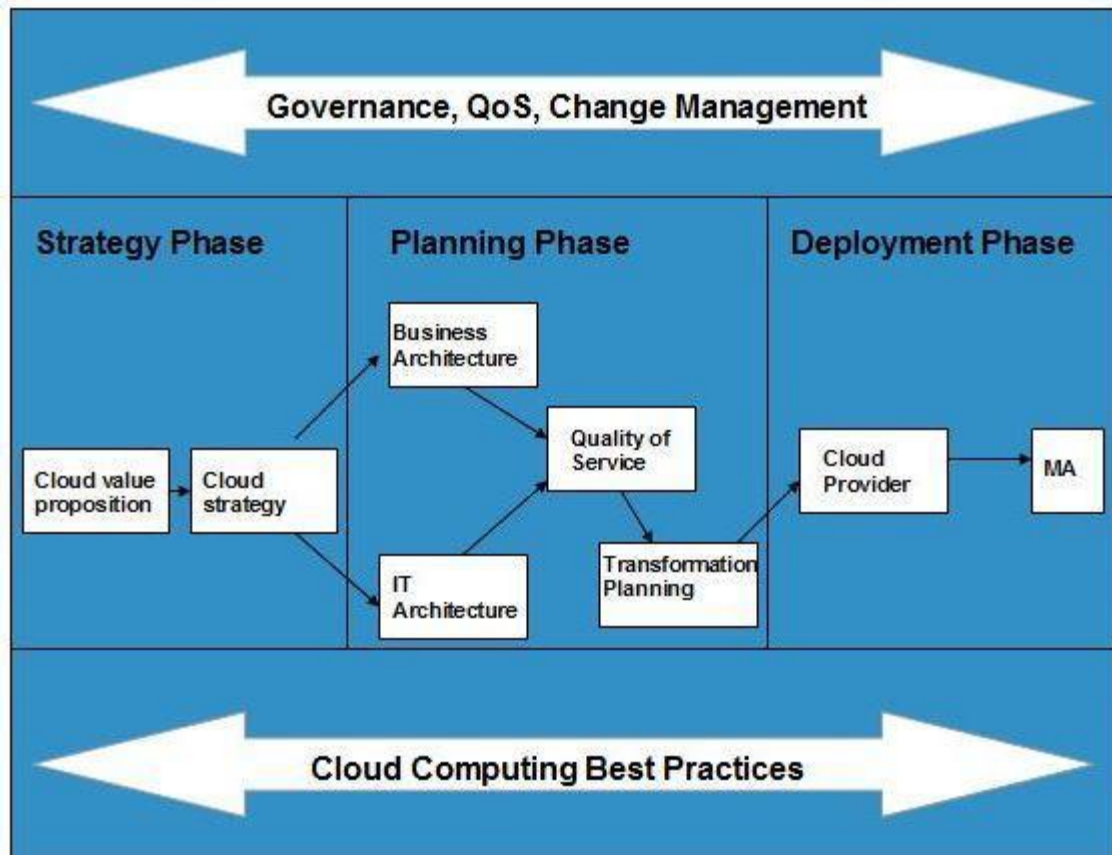 Governance, QoS, Change Management
Strategy Phase
Planning Phase
Deployment Phase
Cloud value
proposition
Cloud
strategy
Business
Architecture
IT
Architecture
Quality of
Service
Transformation
Planning
Cloud
Provider
MA
Cloud Computing Best Practices